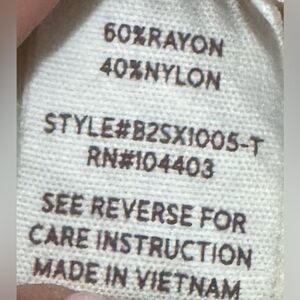 60%RAYON
40%NYLON
STYLE#B2SX1005-T
RN#104403
SEE REVERSE FOR
CARE INSTRUCTION
MADE IN VIETNAM